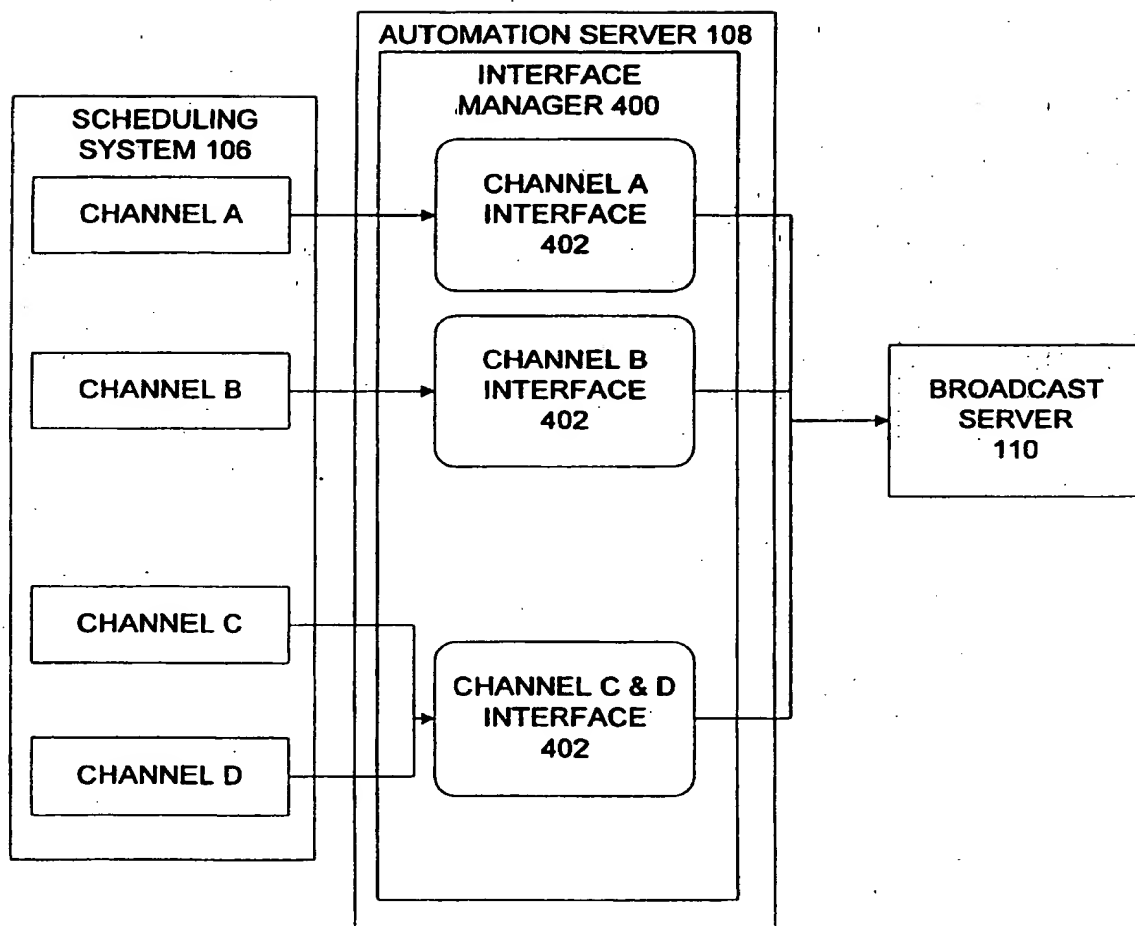 AUTOMATION SERVER 108
INTERFACE
MANAGER 400
SCHEDULING
SYSTEM 106
CHANNEL A
CHANNEL A
INTERFACE
402
CHANNEL B
CHANNEL B
INTERFACE
402
BROADCAST
SERVER
110
CHANNEL C
CHANNEL C & D
INTERFACE
402
CHANNEL D